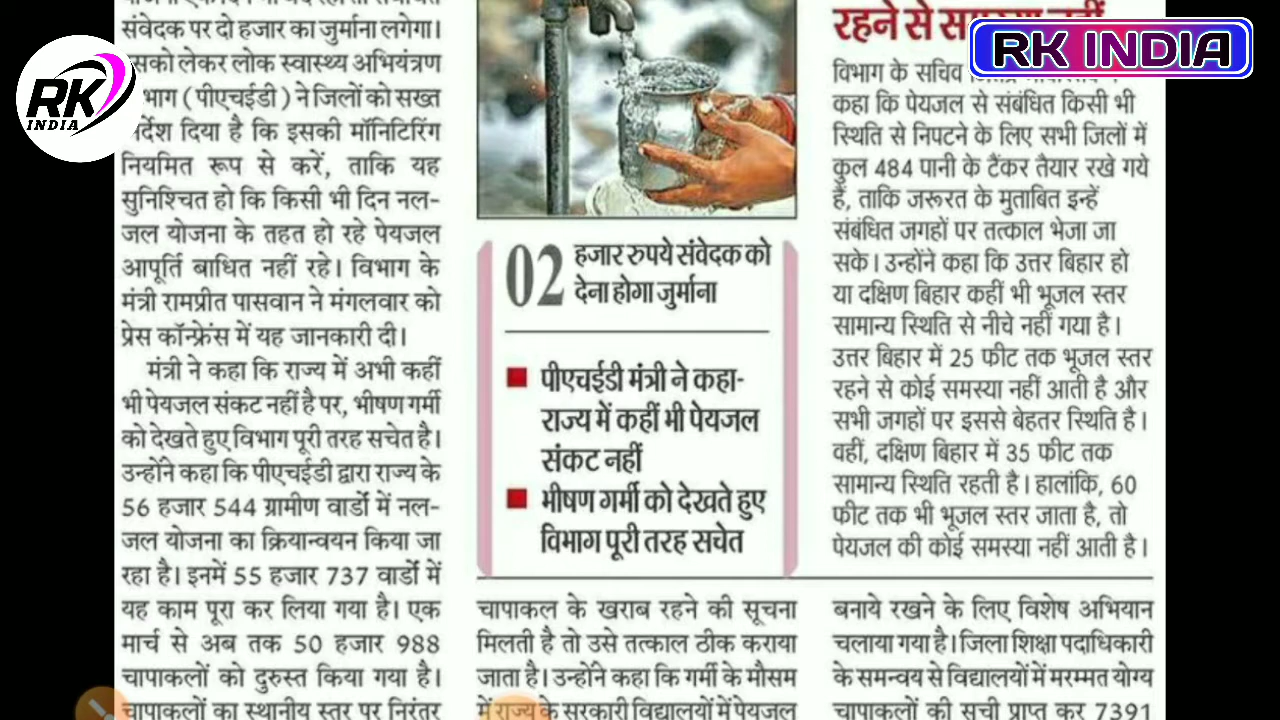 संवेदक पर दो हजार का जुर्माना लगेगा।
सको लेकर लोक स्वास्थ्य अभियंत्रण
भाग (पीएचईडी) ने जिलों को सख्त
र्देश दिया है कि इसकी मॉनिटिरिंग
नियमित रूप से करें, ताकि यह
सुनिश्चित हो कि किसी भी दिन नल-
जल योजना के तहत हो रहे पेयजल
आपूर्ति बाधित नहीं रहे। विभाग के
मंत्री रामप्रीत पासवान ने मंगलवार को
प्रेस कॉन्फ्रेंस में यह जानकारी दी।
मंत्री ने कहा कि राज्य में अभी कहीं
भी पेयजल संकट नहीं है पर, भीषण गर्मी
को देखते हुए विभाग पूरी तरह सचेत है।
उन्होंने कहा कि पीएचईडी द्वारा राज्य के
56 हजार 544 ग्रामीण वार्डों में नल-
जल योजना का क्रियान्वयन किया जा
रहा है। इनमें 55 हजार 737 वार्डों में
यह काम पूरा कर लिया गया है। एक
मार्च से अब तक 50 हजार 988
चापाकलों को दुरुस्त किया गया है।
चापाकलों का स्थानीय स्तर पर निरंतर
02 हजार रुपये संवेदक को
देना होगा जुर्माना
पीएचईडी मंत्री ने कहा-
राज्य में कहीं भी पेयजल
संकट नहीं
भीषण गर्मी को देखते हुए
विभाग पूरी तरह सचेत
चापाकल के खराब रहने की सूचना
मिलती है तो उसे तत्काल ठीक कराया
जाता है। उन्होंने कहा कि गर्मी के मौसम
में राज्य के सरकारी विद्यालयों में पेयजल
रहने से
विभाग के सचिव
कहा कि पेयजल से संबंधित किसी भी
स्थिति से निपटने के लिए सभी जिलों में
कुल 484 पानी के टैंकर तैयार रखे गये
हैं, ताकि जरूरत के मुताबित इन्हें
संबंधित जगहों पर तत्काल भेजा जा
सके। उन्होंने कहा कि उत्तर बिहार हो
या दक्षिण बिहार कहीं भी भूजल स्तर
सामान्य स्थिति से नीचे नहीं गया है।
उत्तर बिहार में 25 फीट तक भूजल स्तर
रहने से कोई समस्या नहीं आती है और
सभी जगहों पर इससे बेहतर स्थिति है।
वहीं, दक्षिण बिहार में 35 फीट तक
सामान्य स्थिति रहती है। हालांकि, 60
फीट तक भी भूजल स्तर जाता है, तो
पेयजल की कोई समस्या नहीं आती है।
बनाये रखने के लिए विशेष अभियान
चलाया गया है। जिला शिक्षा पदाधिकारी
के समन्वय से विद्यालयों में मरम्मत योग्य
चापाकलों की सूची प्राप्त कर 7391
RK
INDIA
RK INDIA